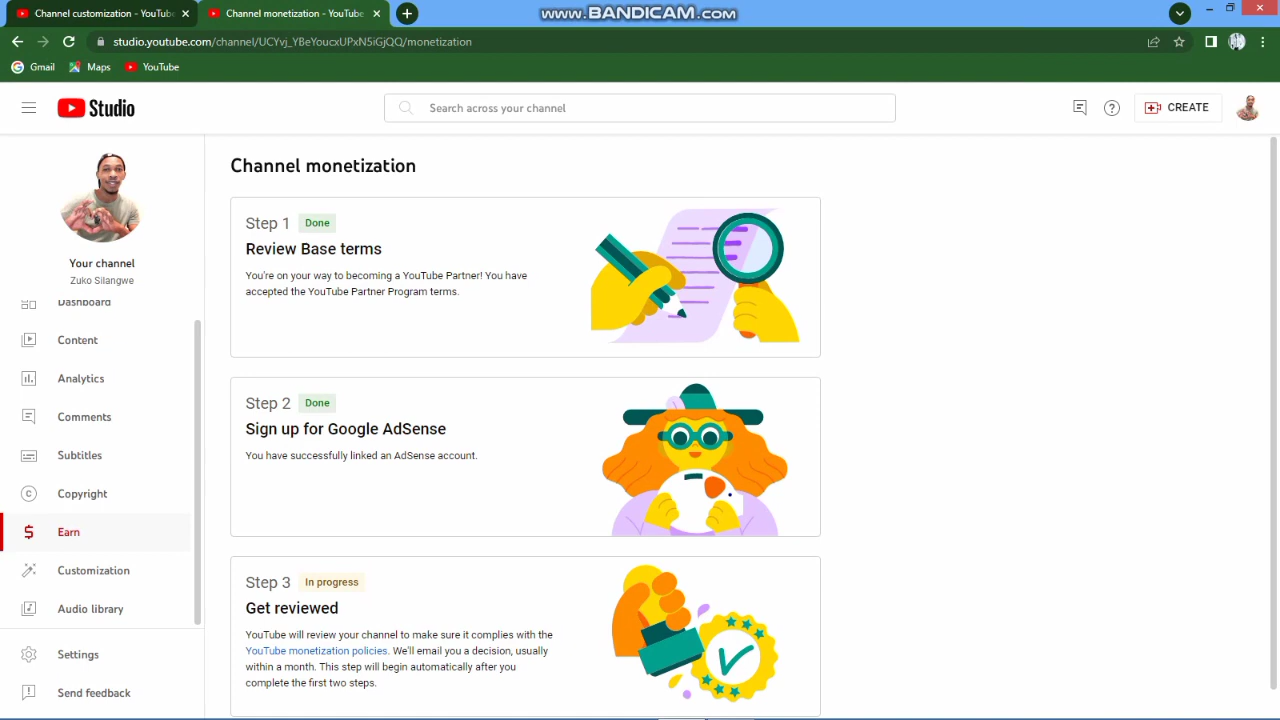 Channel customization - YouTube
Channel monetization - YouTube
www.BANDICAM.com
studio.youtube.com/channel/UCYvj_YBeYoucxUPxN5iGjQQ/monetization
Gmail
Maps
YouTube
Studio
Search across your channel
CREATE
Your channel
Zuko Silangwe
Dashboard
Content
Analytics
Comments
Subtitles
Copyright
Earn
Customization
Audio library
Settings
Send feedback
Channel monetization
Step 1 Done
Review Base terms
You're on your way to becoming a YouTube Partner! You have
accepted the YouTube Partner Program terms.
Step 2 Done
Sign up for Google AdSense
You have successfully linked an AdSense account.
Step 3 In progress
Get reviewed
YouTube will review your channel to make sure it complies with the
YouTube monetization policies. We'll email you a decision, usually
within a month. This step will begin automatically after you
complete the first two steps.